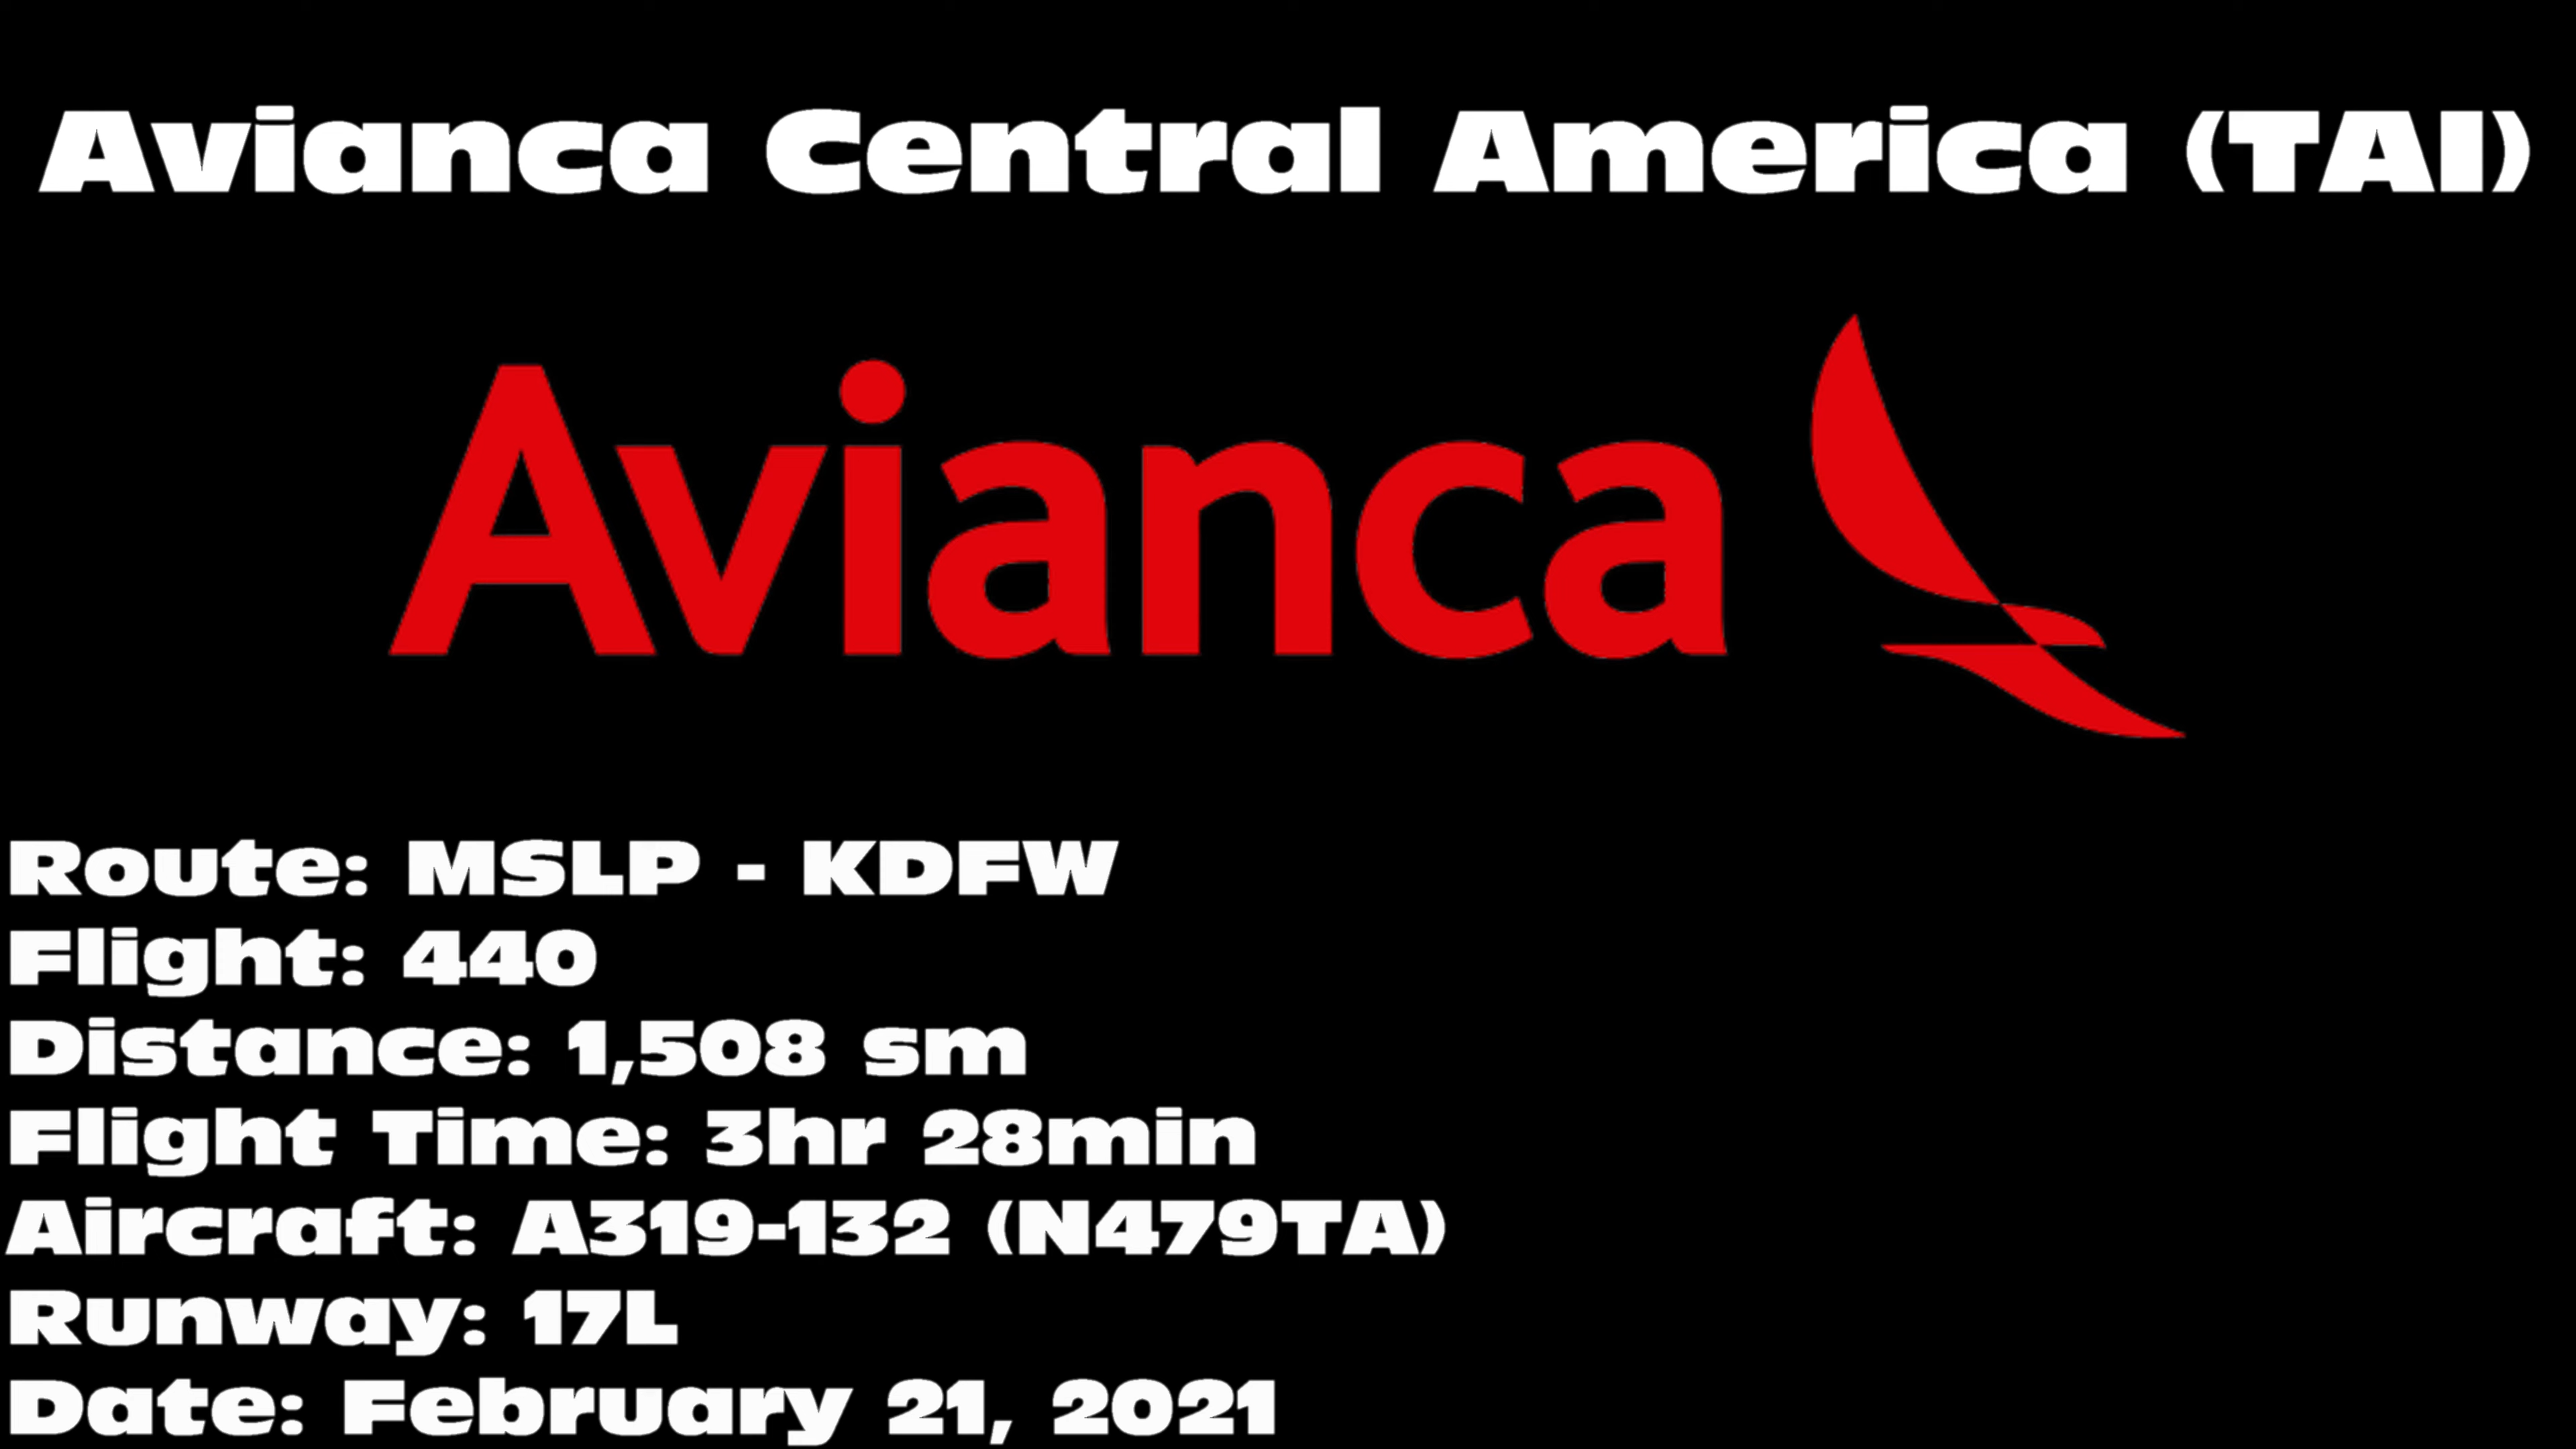 Avianca Central America (TAI)
Avianca
Route: MSLP - KDFW
Flight: 440
Distance: 1,508 sm
Flight Time: 3hr 28min
Aircraft: A319-132 (N479TA)
Runway: 17L
Date: February 21, 2021